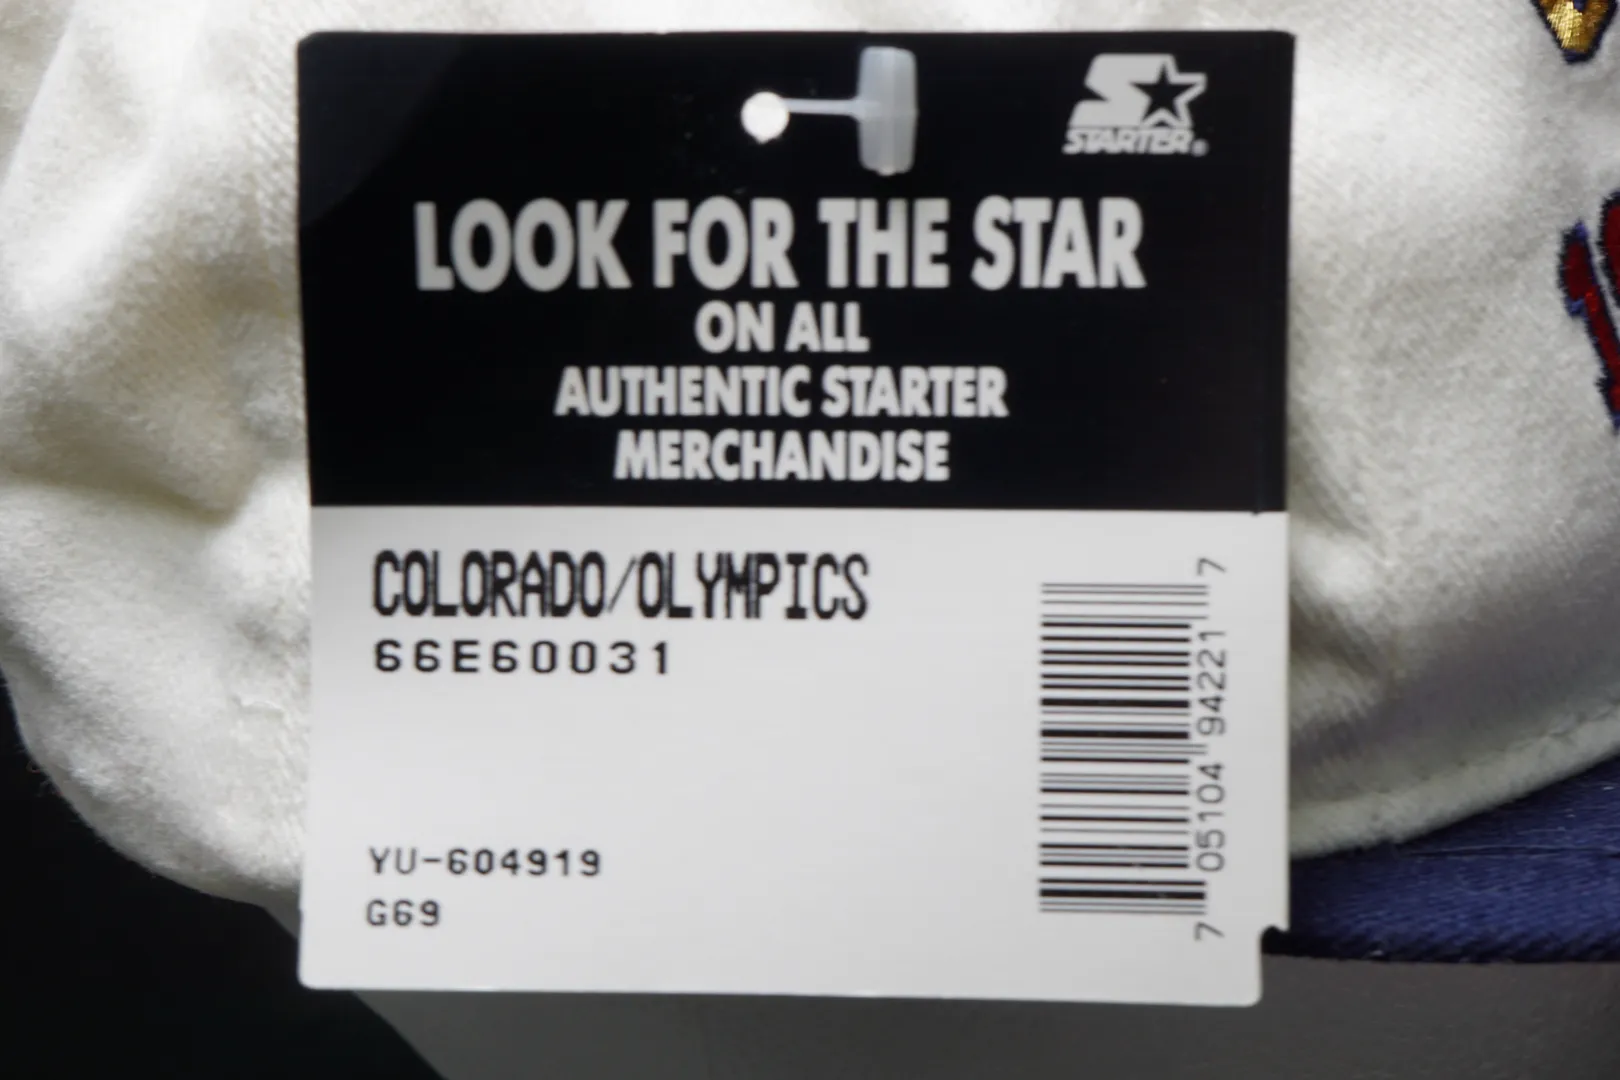 STARTER®
LOOK FOR THE STAR
ON ALL
AUTHENTIC STARTER
MERCHANDISE
COLORADO/OLYMPICS
66E60031
YU-604919
G69
7 05104 94221 7